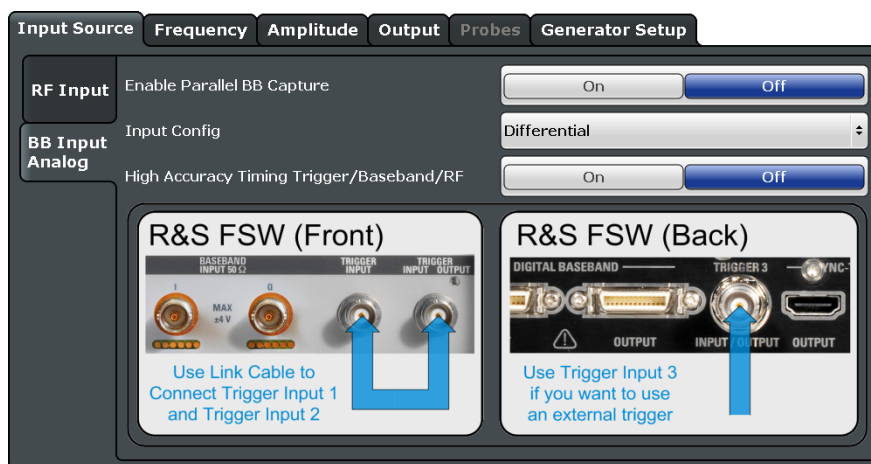 Input Source Frequency Amplitude Output Probes Generator Setup
RF Input
BB Input
Analog
Enable Parallel BB Capture On Off
Input Config Differential
High Accuracy Timing Trigger/Baseband/RF On Off
R&S FSW (Front)
BASEBAND
INPUT 50 Ω
TRIGGER
INPUT
TRIGGER
INPUT OUTPUT
I
Q
MAX
±4 V
Use Link Cable to
Connect Trigger Input 1
and Trigger Input 2
R&S FSW (Back)
DIGITAL BASEBAND TRIGGER 3
OUTPUT INPUT / OUTPUT OUTPUT
Use Trigger Input 3
if you want to use
an external trigger